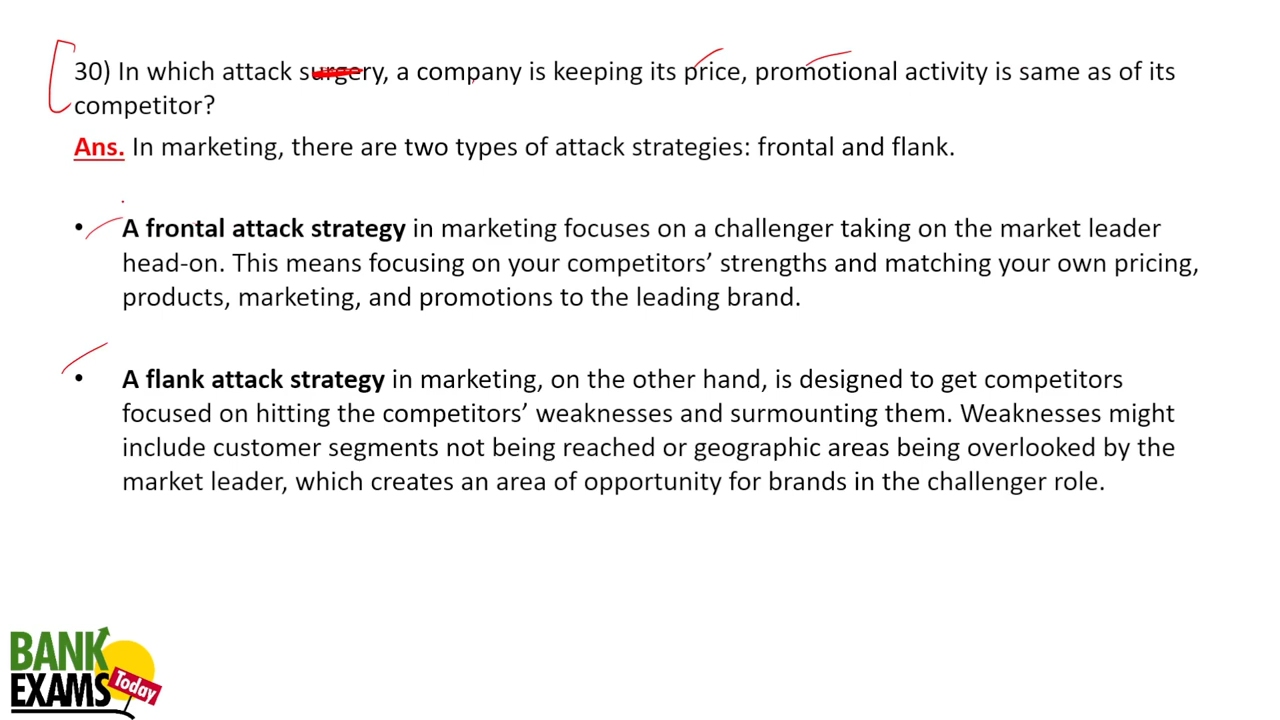 30) In which attack surgery, a company is keeping its price, promotional activity is same as of its
competitor?
Ans. In marketing, there are two types of attack strategies: frontal and flank.
• A frontal attack strategy in marketing focuses on a challenger taking on the market leader
head-on. This means focusing on your competitors’ strengths and matching your own pricing,
products, marketing, and promotions to the leading brand.
• A flank attack strategy in marketing, on the other hand, is designed to get competitors
focused on hitting the competitors’ weaknesses and surmounting them. Weaknesses might
include customer segments not being reached or geographic areas being overlooked by the
market leader, which creates an area of opportunity for brands in the challenger role.
BANK
EXAMS
Today